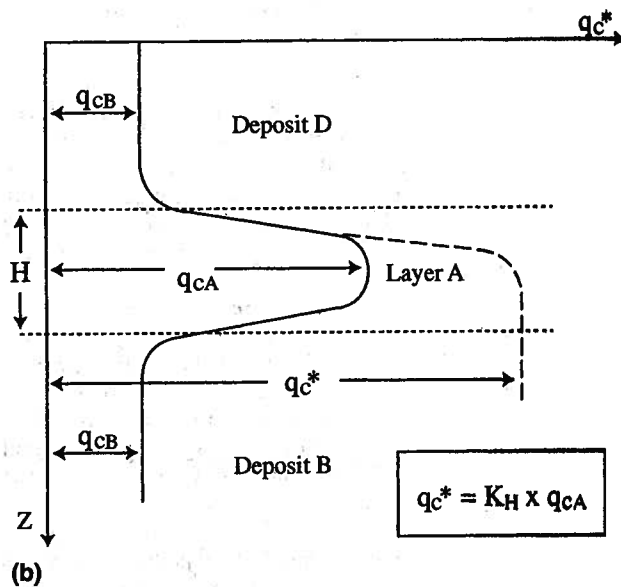 qc*
qcB
Deposit D
H
qcA
Layer A
qc*
qcB
Deposit B
qc* = KH x qcA
Z
(b)